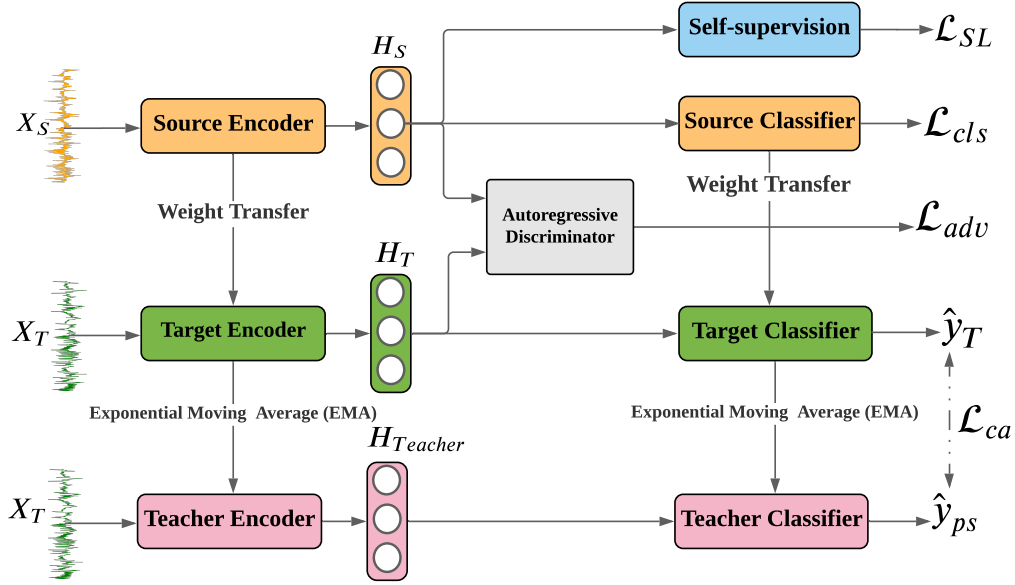 Self-supervision
ℒ_SL
H_S
X_S
Source Encoder
Source Classifier
ℒ_cls
Weight Transfer
Weight Transfer
Autoregressive
Discriminator
ℒ_adv
H_T
X_T
Target Encoder
Target Classifier
ŷ_T
Exponential Moving Average (EMA)
Exponential Moving Average (EMA)
ℒ_ca
H_Teacher
X_T
Teacher Encoder
Teacher Classifier
ŷ_ps